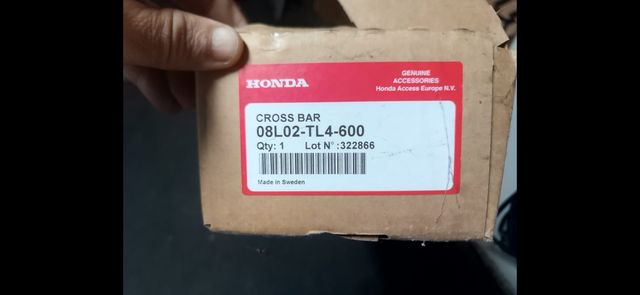 HONDA
GENUINE
ACCESSORIES
Honda Access Europe N.V.
CROSS BAR
08L02-TL4-600
Qty: 1 Lot N° :322866
Made in Sweden